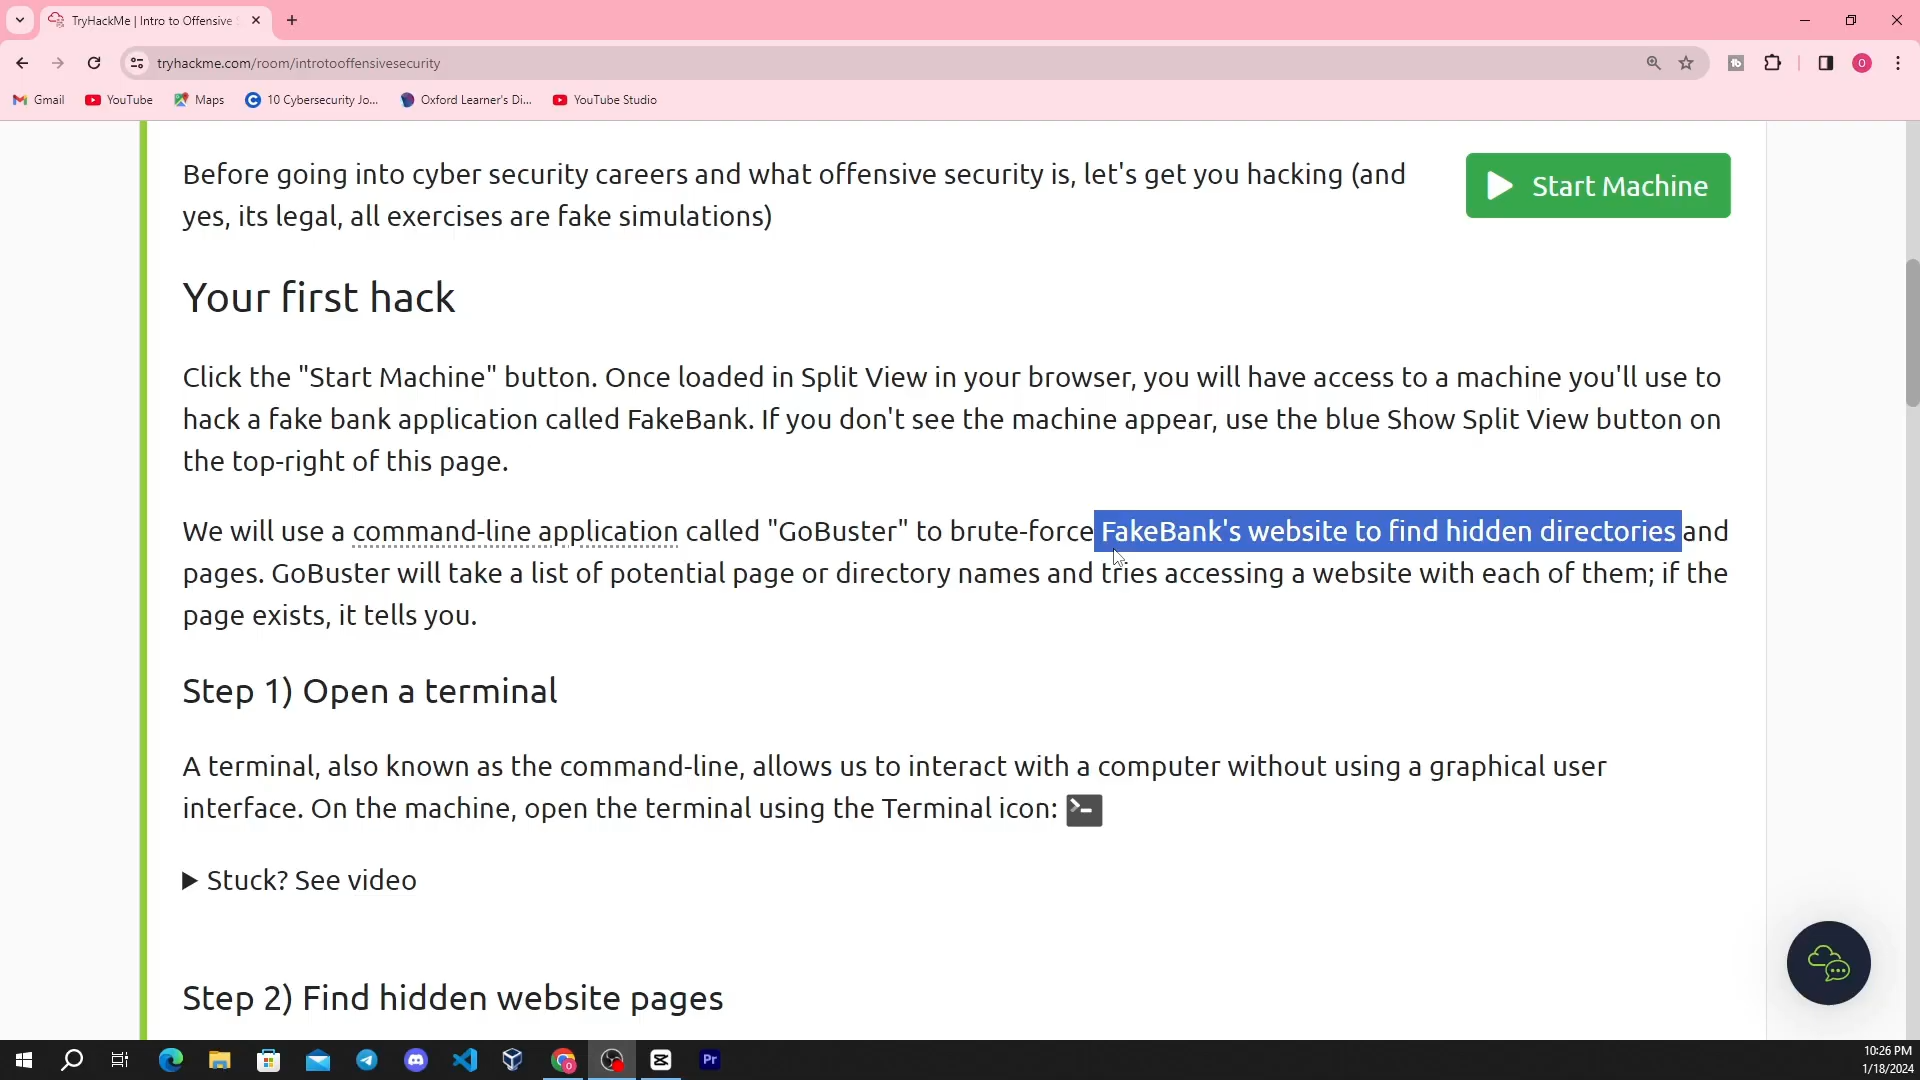 TryHackMe | Intro to Offensive S
tryhackme.com/room/introtooffensivesecurity
O
Gmail
YouTube
Maps
10 Cybersecurity Jo...
Oxford Learner's Di...
YouTube Studio
Before going into cyber security careers and what offensive security is, let's get you hacking (and
yes, its legal, all exercises are fake simulations)
Start Machine
Your first hack
Click the "Start Machine" button. Once loaded in Split View in your browser, you will have access to a machine you'll use to
hack a fake bank application called FakeBank. If you don't see the machine appear, use the blue Show Split View button on
the top-right of this page.
We will use a command-line application called "GoBuster" to brute-force FakeBank's website to find hidden directories and
pages. GoBuster will take a list of potential page or directory names and tries accessing a website with each of them; if the
page exists, it tells you.
Step 1) Open a terminal
A terminal, also known as the command-line, allows us to interact with a computer without using a graphical user
interface. On the machine, open the terminal using the Terminal icon:
Stuck? See video
Step 2) Find hidden website pages
Pr
10:26 PM
1/18/2024